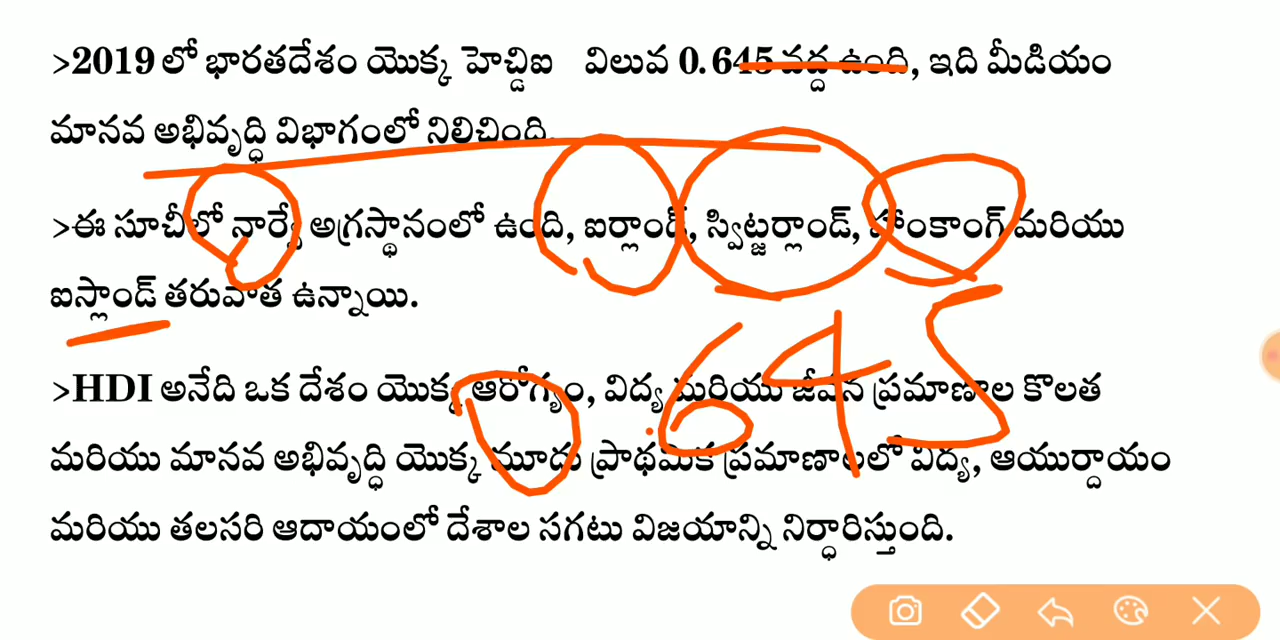 >2019 లో భారతదేశం యొక్క హెచ్డిఐ విలువ 0.645 వద్ద ఉంది, ఇది మీడియం
మానవ అభివృద్ధి విభాగంలో నిలిచింది.
>ఈ సూచీలో నార్వే అగ్రస్థానంలో ఉంది, ఐర్లాండ్, స్విట్జర్లాండ్, హాంకాంగ్ మరియు
ఐస్లాండ్ తరువాత ఉన్నాయి.
.645
>HDI అనేది ఒక దేశం యొక్క ఆరోగ్యం, విద్య మరియు జీవన ప్రమాణాల కొలత
మరియు మానవ అభివృద్ధి యొక్క మూడు ప్రాథమిక ప్రమాణాలలో విద్య, ఆయుర్దాయం
మరియు తలసరి ఆదాయంలో దేశాల సగటు విజయాన్ని నిర్ధారిస్తుంది.